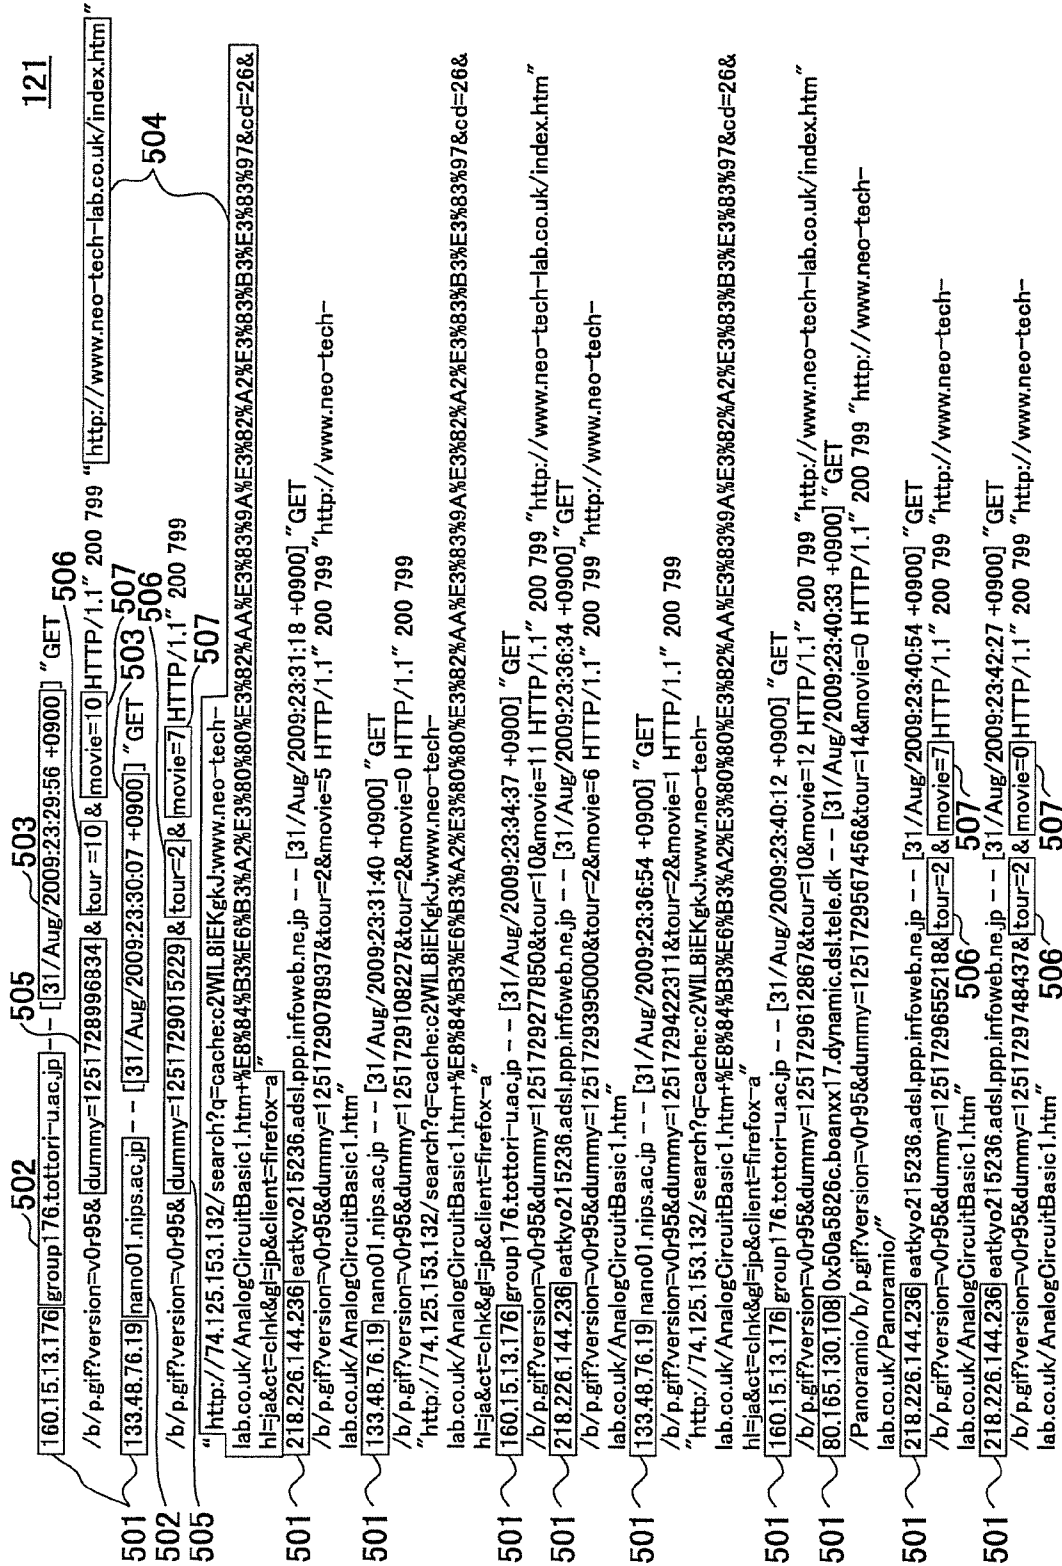 121
160.15.13.176 group176.tottori-u.ac.jp - - [31/Aug/2009:23:29:56 +0900] "GET
/b/p.gif?version=v0r95& dummy=1251728996834 & tour =10 & movie=10 HTTP/1.1" 200 799 "http://www.neo-tech-lab.co.uk/index.htm"
133.48.76.19 nano01.nips.ac.jp - - [31/Aug/2009:23:30:07 +0900] "GET
/b/p.gif?version=v0r95& dummy=1251729015229 & tour=2 & movie=7 HTTP/1.1" 200 799
"http://74.125.153.132/search?q=cache:c2WIL8iEKgkJ:www.neo-tech-
lab.co.uk/AnalogCircuitBasic1.htm+%E8%84%B3%E6%B3%A2%E3%80%80%E3%82%AA%E3%83%9A%E3%82%A2%E3%83%B3%E3%83%97&cd=26&
hl=ja&ct=clnk&gl=jp&client=firefox-a"
218.226.144.236 eatkyo215236.adsl.ppp.infoweb.ne.jp - - [31/Aug/2009:23:31:18 +0900] "GET
/b/p.gif?version=v0r95&dummy=1251729078937&tour=2&movie=5 HTTP/1.1" 200 799 "http://www.neo-tech-
lab.co.uk/AnalogCircuitBasic1.htm"
133.48.76.19 nano01.nips.ac.jp - - [31/Aug/2009:23:31:40 +0900] "GET
/b/p.gif?version=v0r95&dummy=1251729108227&tour=2&movie=0 HTTP/1.1" 200 799
"http://74.125.153.132/search?q=cache:c2WIL8iEKgkJ:www.neo-tech-
lab.co.uk/AnalogCircuitBasic1.htm+%E8%84%B3%E6%B3%A2%E3%80%80%E3%82%AA%E3%83%9A%E3%82%A2%E3%83%B3%E3%83%97&cd=26&
hl=ja&ct=clnk&gl=jp&client=firefox-a"
160.15.13.176 group176.tottori-u.ac.jp - - [31/Aug/2009:23:34:37 +0900] "GET
/b/p.gif?version=v0r95&dummy=1251729277850&tour=10&movie=11 HTTP/1.1" 200 799 "http://www.neo-tech-lab.co.uk/index.htm"
218.226.144.236 eatkyo215236.adsl.ppp.infoweb.ne.jp - - [31/Aug/2009:23:36:34 +0900] "GET
/b/p.gif?version=v0r95&dummy=1251729395000&tour=2&movie=6 HTTP/1.1" 200 799 "http://www.neo-tech-
lab.co.uk/AnalogCircuitBasic1.htm"
133.48.76.19 nano01.nips.ac.jp - - [31/Aug/2009:23:36:54 +0900] "GET
/b/p.gif?version=v0r95&dummy=1251729422311&tour=2&movie=1 HTTP/1.1" 200 799
"http://74.125.153.132/search?q=cache:c2WIL8iEKgkJ:www.neo-tech-
lab.co.uk/AnalogCircuitBasic1.htm+%E8%84%B3%E6%B3%A2%E3%80%80%E3%82%AA%E3%83%9A%E3%82%A2%E3%83%B3%E3%83%97&cd=26&
hl=ja&ct=clnk&gl=jp&client=firefox-a"
160.15.13.176 group176.tottori-u.ac.jp - - [31/Aug/2009:23:40:12 +0900] "GET
/b/p.gif?version=v0r95&dummy=1251729612867&tour=10&movie=12 HTTP/1.1" 200 799 "http://www.neo-tech-lab.co.uk/index.htm"
80.165.130.108 0x50a5826c.boanxx17.dynamic.dsl.tele.dk - - [31/Aug/2009:23:40:33 +0900] "GET
/Panoramio/b/p.gif?version=v0r95&dummy=1251729567456&tour=14&movie=0 HTTP/1.1" 200 799 "http://www.neo-tech-
lab.co.uk/Panoramio/"
218.226.144.236 eatkyo215236.adsl.ppp.infoweb.ne.jp - - [31/Aug/2009:23:40:54 +0900] "GET
/b/p.gif?version=v0r95&dummy=1251729655218& tour=2 & movie=7 HTTP/1.1" 200 799 "http://www.neo-tech-
lab.co.uk/AnalogCircuitBasic1.htm"
218.226.144.236 eatkyo215236.adsl.ppp.infoweb.ne.jp - - [31/Aug/2009:23:42:27 +0900] "GET
/b/p.gif?version=v0r95&dummy=1251729748437& tour=2 & movie=0 HTTP/1.1" 200 799 "http://www.neo-tech-
lab.co.uk/AnalogCircuitBasic1.htm"
502
505
503
506
507
503
506
507
504
501
502
505
501
501
501
501
501
501
501
501
506
507
506
507